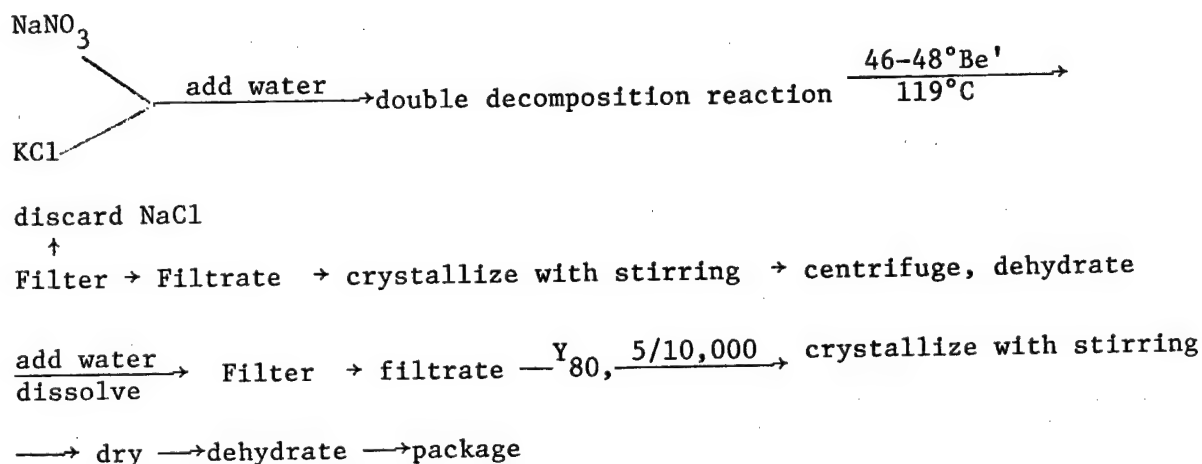 NaNO3
add water → double decomposition reaction 46-48°Be' →
119°C
KCl
discard NaCl
↑
Filter → Filtrate → crystallize with stirring → centrifuge, dehydrate
add water → Filter → filtrate — Y80, 5/10,000 → crystallize with stirring
dissolve
→ dry → dehydrate → package